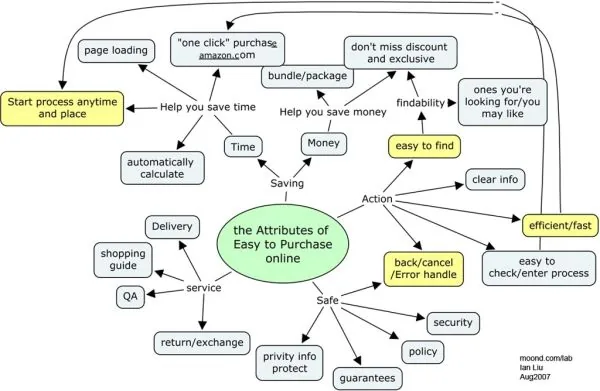 "one click" purchase
amazon.com
page loading
don't miss discount
and exclusive
bundle/package
ones you're
looking for/you
may like
Start process anytime
and place
Help you save time
Help you save money
findability
Time
Money
easy to find
automatically
calculate
Saving
clear info
Action
Delivery
the Attributes of
Easy to Purchase
online
efficient/fast
shopping
guide
back/cancel
/Error handle
easy to
check/enter process
QA
service
Safe
return/exchange
security
privity info
protect
policy
guarantees
moond.com/lab
Ian Liu
Aug2007